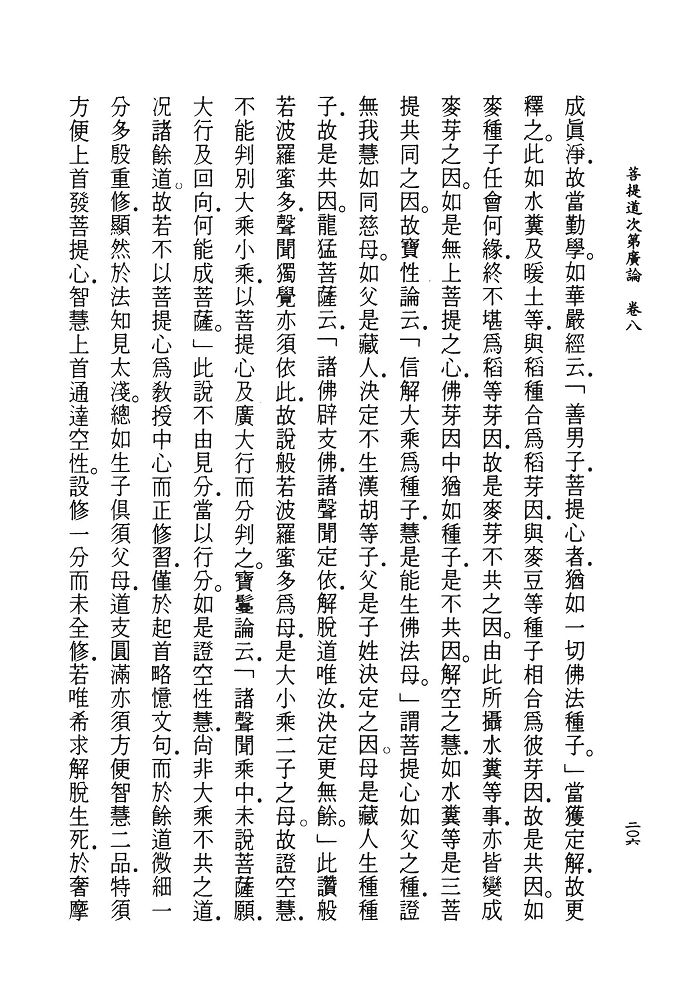 菩提道次第廣論　卷八
二〇六
成眞淨．故當勤學。如華嚴經云．「善男子．菩提心者．猶如一切佛法種子。」當獲定解．故更
釋之。此如水糞及暖土等．與稻種合爲稻芽因．與麥豆等種子相合爲彼芽因．故是共因。如
麥種子任會何緣．終不堪爲稻等芽因．故是麥芽不共之因。由此所攝水糞等事．亦皆變成
麥芽之因。如是無上菩提之心．佛芽因中猶如種子．是不共因。解空之慧．如水糞等是三菩
提共同之因。故寶性論云．「信解大乘爲種子．慧是能生佛法母。」謂菩提心如父之種．證
無我慧如同慈母。如父是藏人．決定不生漢胡等子．父是子姓決定之因。母是藏人生種種
子．故是共因。龍猛菩薩云．「諸佛辟支佛．諸聲聞定依．解脫道唯汝．決定更無餘。」此讚般
若波羅蜜多．聲聞獨覺亦須依此．故說般若波羅蜜多爲母．是大小乘二子之母。故證空慧．
不能判別大乘小乘．以菩提心及廣大行而分判之。寶鬘論云．「諸聲聞乘中．未說菩薩願．
大行及回向．何能成菩薩。」此說不由見分．當以行分。如是證空性慧．尚非大乘不共之道．
況諸餘道。故若不以菩提心爲教授中心而正修習．僅於起首略憶文句．而於餘道微細一
分多殷重修．顯然於法知見太淺。總如生子俱須父母．道支圓滿亦須方便智慧二品．特須
方便上首發菩提心．智慧上首通達空性。設修一分而未全修．若唯希求解脫生死．於奢摩